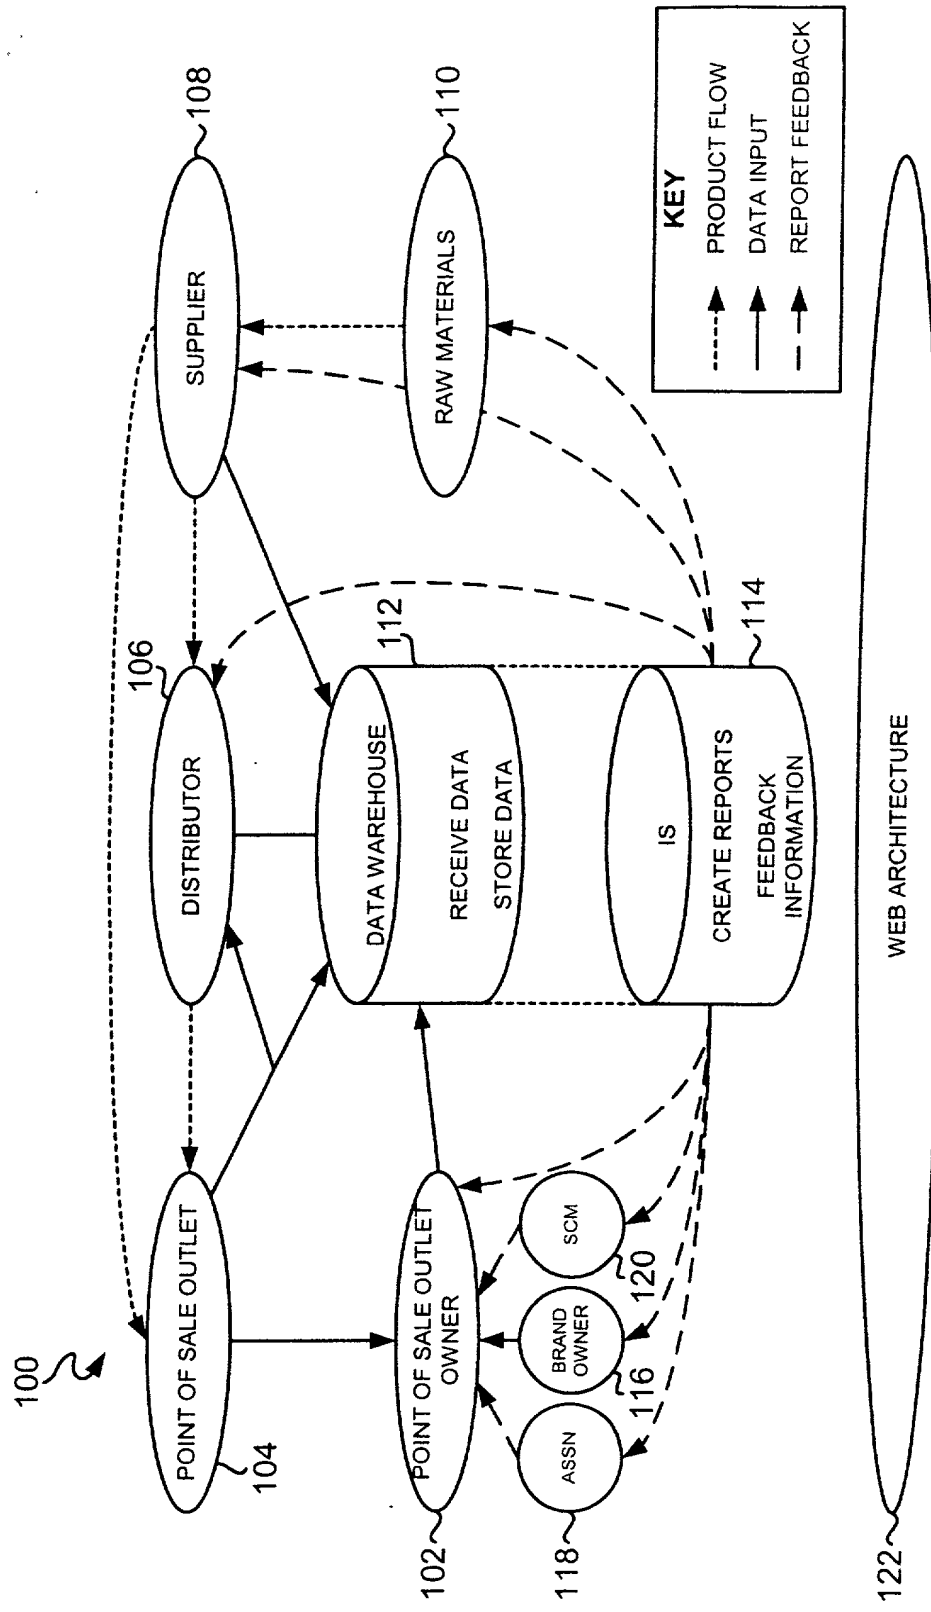 100
POINT OF SALE OUTLET
104
DISTRIBUTOR
106
SUPPLIER
108
POINT OF SALE OUTLET
OWNER
102
DATA WAREHOUSE
RECEIVE DATA
STORE DATA
112
RAW MATERIALS
110
ASSN
118
BRAND
OWNER
116
SCM
120
IS
CREATE REPORTS
FEEDBACK
INFORMATION
114
KEY
PRODUCT FLOW
DATA INPUT
REPORT FEEDBACK
WEB ARCHITECTURE
122